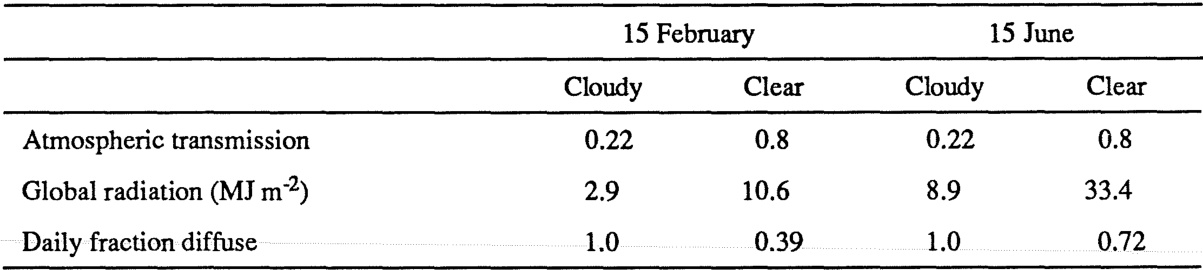 15 February 15 June
Cloudy Clear Cloudy Clear
Atmospheric transmission 0.22 0.8 0.22 0.8
Global radiation (MJ m-2) 2.9 10.6 8.9 33.4
Daily fraction diffuse 1.0 0.39 1.0 0.72